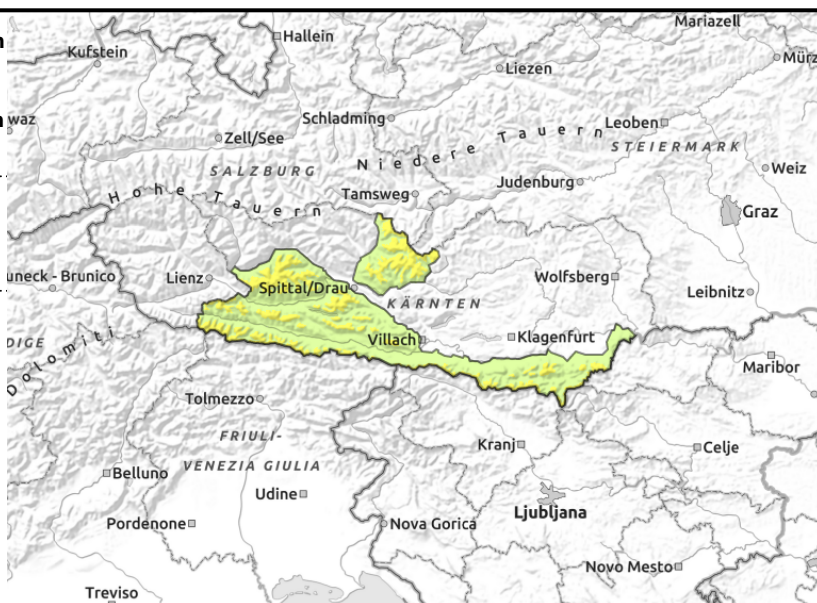 Mariazell
Hallein
Kufstein
Mürz
Liezen
waz
Schladming
Leoben
Zell/See
Niedere Tauern
STEIERMARK
SALZBURG
Weiz
Hohe Tauern
Tamsweg
Judenburg
Graz
uneck - Brunico
Lienz
Spittal/Drau
Wolfsberg
Leibnitz
KÄRNTEN
DIGE
Dolomiti
Villach
Klagenfurt
Maribor
Tolmezzo
FRIULI-
VENEZIA GIULIA
Kranj
Celje
Belluno
Udine
Ljubljana
Pordenone
Nova Gorica
Novo Mesto
Treviso